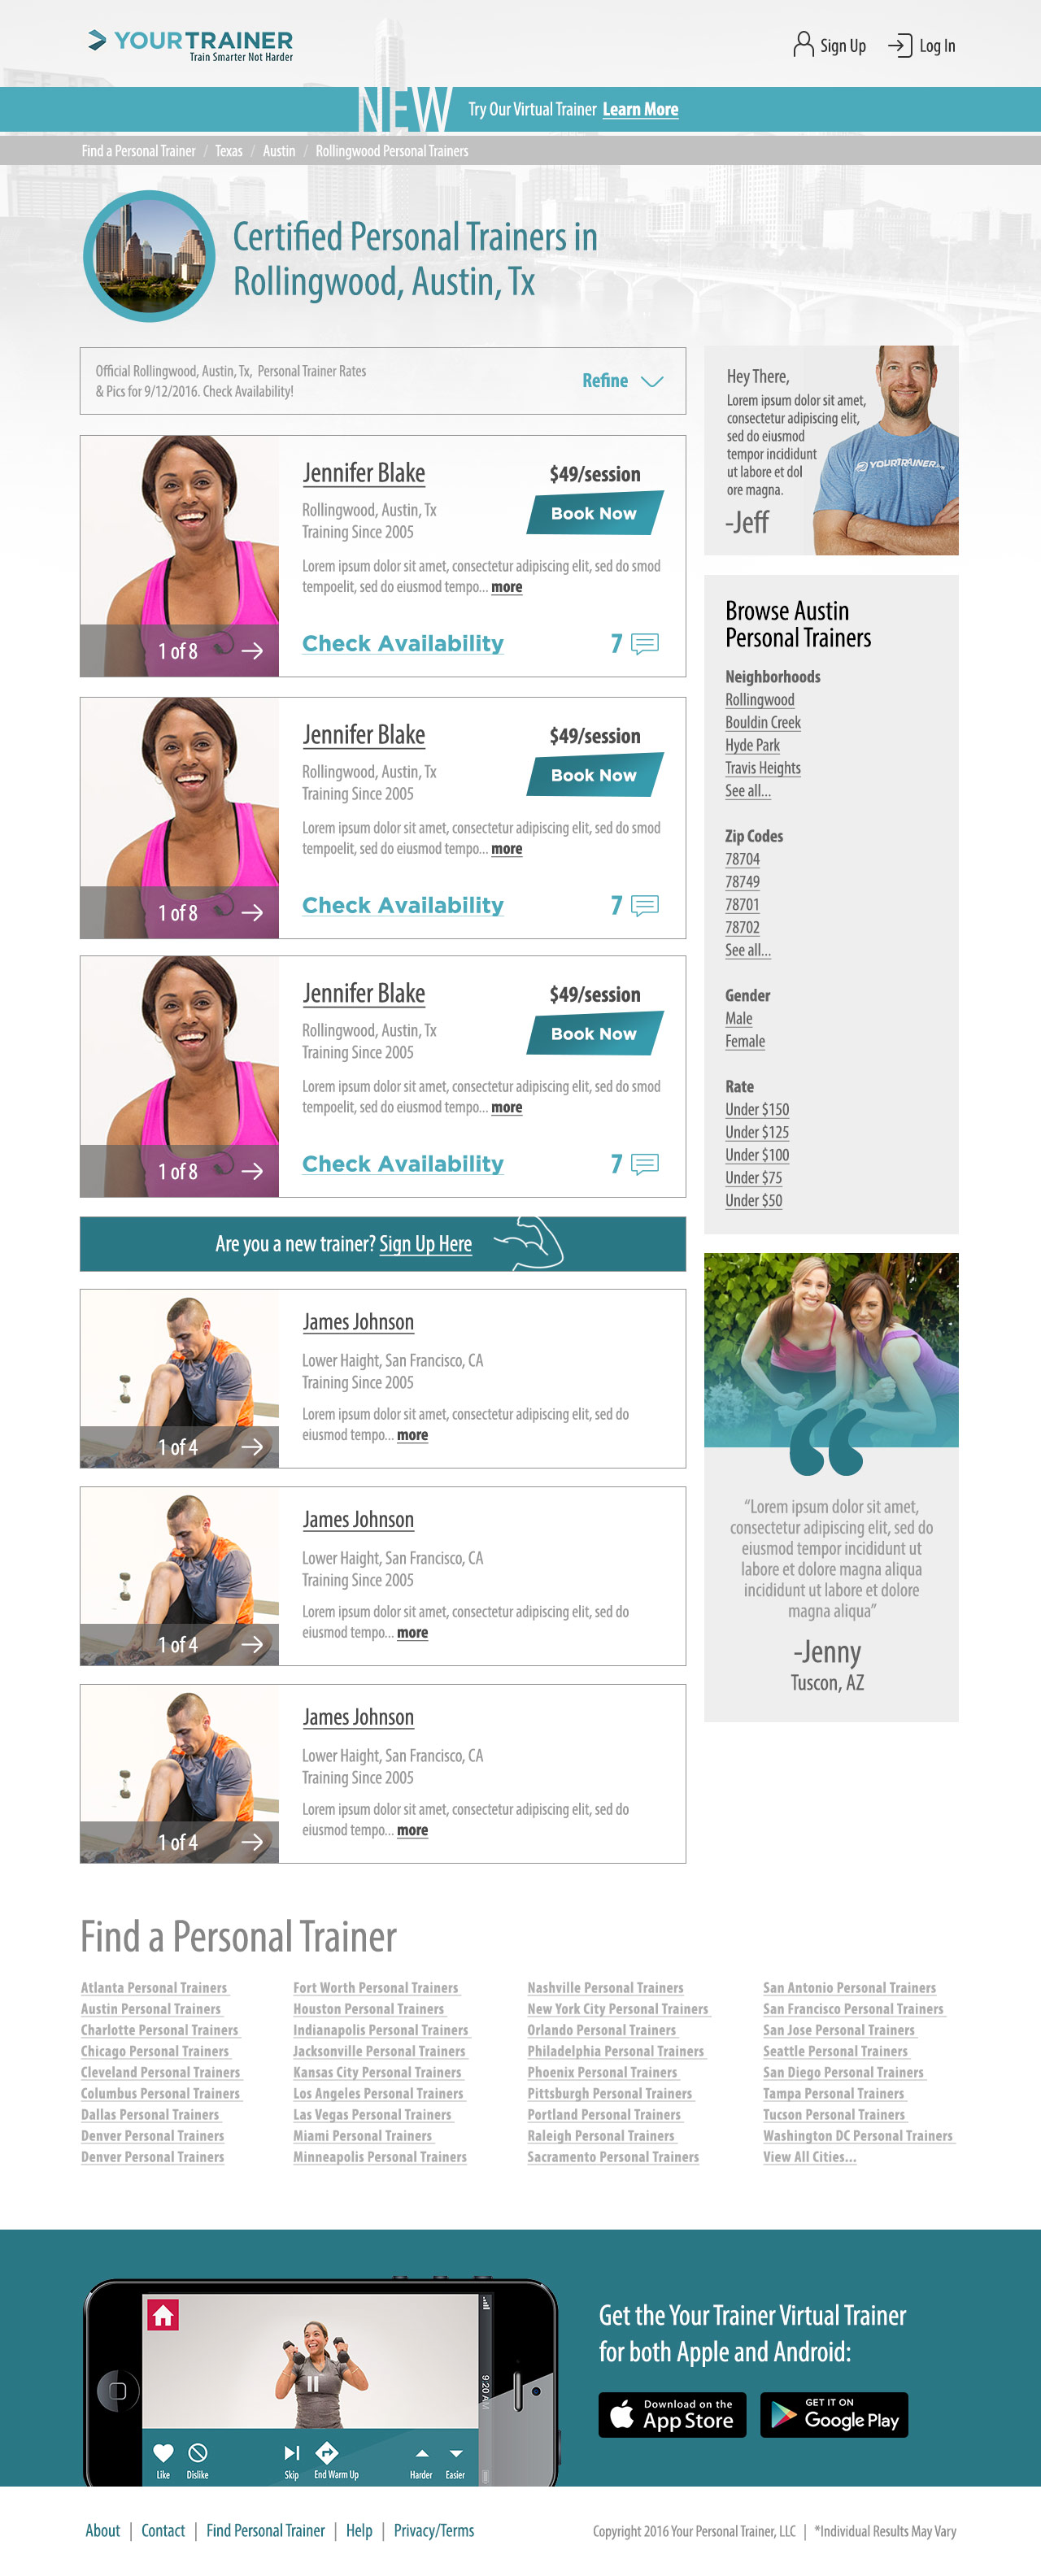 YOURTRAINER
Train Smarter Not Harder
Sign Up
Log In
NEW Try Our Virtual Trainer Learn More
Find a Personal Trainer / Texas / Austin / Rollingwood Personal Trainers
Certified Personal Trainers in
Rollingwood, Austin, Tx
Official Rollingwood, Austin, Tx, Personal Trainer Rates
& Pics for 9/12/2016. Check Availability!
Refine
Jennifer Blake
$49/session
Rollingwood, Austin, Tx
Training Since 2005
Book Now
Lorem ipsum dolor sit amet, consectetur adipiscing elit, sed do smod
tempoelit, sed do eiusmod tempo... more
1 of 8
Check Availability
7
Jennifer Blake
$49/session
Rollingwood, Austin, Tx
Training Since 2005
Book Now
Lorem ipsum dolor sit amet, consectetur adipiscing elit, sed do smod
tempoelit, sed do eiusmod tempo... more
1 of 8
Check Availability
7
Jennifer Blake
$49/session
Rollingwood, Austin, Tx
Training Since 2005
Book Now
Lorem ipsum dolor sit amet, consectetur adipiscing elit, sed do smod
tempoelit, sed do eiusmod tempo... more
1 of 8
Check Availability
7
Are you a new trainer? Sign Up Here
James Johnson
Lower Haight, San Francisco, CA
Training Since 2005
Lorem ipsum dolor sit amet, consectetur adipiscing elit, sed do
eiusmod tempo... more
1 of 4
James Johnson
Lower Haight, San Francisco, CA
Training Since 2005
Lorem ipsum dolor sit amet, consectetur adipiscing elit, sed do
eiusmod tempo... more
1 of 4
James Johnson
Lower Haight, San Francisco, CA
Training Since 2005
Lorem ipsum dolor sit amet, consectetur adipiscing elit, sed do
eiusmod tempo... more
1 of 4
Hey There,
Lorem ipsum dolor sit amet,
consectetur adipiscing elit,
sed do eiusmod
tempor incididunt
ut labore et dol
ore magna.
-Jeff
YOURTRAINER
Browse Austin
Personal Trainers
Neighborhoods
Rollingwood
Bouldin Creek
Hyde Park
Travis Heights
See all...
Zip Codes
78704
78749
78701
78702
See all...
Gender
Male
Female
Rate
Under $150
Under $125
Under $100
Under $75
Under $50
“Lorem ipsum dolor sit amet,
consectetur adipiscing elit, sed do
eiusmod tempor incididunt ut
labore et dolore magna aliqua
incididunt ut labore et dolore
magna aliqua”
-Jenny
Tuscon, AZ
Find a Personal Trainer
Atlanta Personal Trainers
Austin Personal Trainers
Charlotte Personal Trainers
Chicago Personal Trainers
Cleveland Personal Trainers
Columbus Personal Trainers
Dallas Personal Trainers
Denver Personal Trainers
Denver Personal Trainers
Fort Worth Personal Trainers
Houston Personal Trainers
Indianapolis Personal Trainers
Jacksonville Personal Trainers
Kansas City Personal Trainers
Los Angeles Personal Trainers
Las Vegas Personal Trainers
Miami Personal Trainers
Minneapolis Personal Trainers
Nashville Personal Trainers
New York City Personal Trainers
Orlando Personal Trainers
Philadelphia Personal Trainers
Phoenix Personal Trainers
Pittsburgh Personal Trainers
Portland Personal Trainers
Raleigh Personal Trainers
Sacramento Personal Trainers
San Antonio Personal Trainers
San Francisco Personal Trainers
San Jose Personal Trainers
Seattle Personal Trainers
San Diego Personal Trainers
Tampa Personal Trainers
Tucson Personal Trainers
Washington DC Personal Trainers
View All Cities...
9:20 AM
Like
Dislike
Skip
End Warm Up
Harder
Easier
Get the Your Trainer Virtual Trainer
for both Apple and Android:
Download on the
App Store
GET IT ON
Google Play
About | Contact | Find Personal Trainer | Help | Privacy/Terms
Copyright 2016 Your Personal Trainer, LLC | *Individual Results May Vary